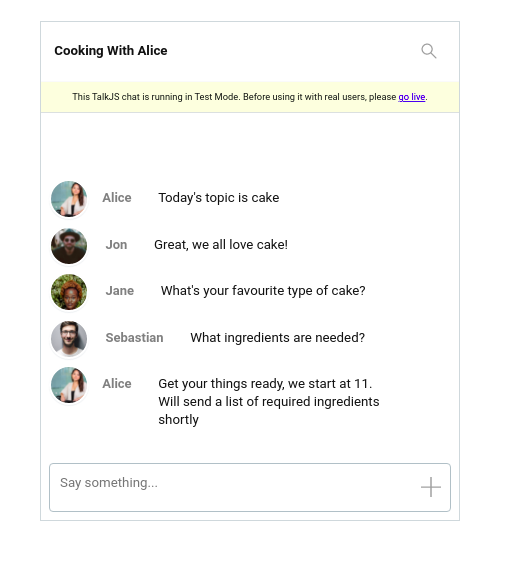 Cooking With Alice
This TalkJS chat is running in Test Mode. Before using it with real users, please go live.
Alice Today's topic is cake
Jon Great, we all love cake!
Jane What's your favourite type of cake?
Sebastian What ingredients are needed?
Alice Get your things ready, we start at 11.
Will send a list of required ingredients
shortly
Say something...